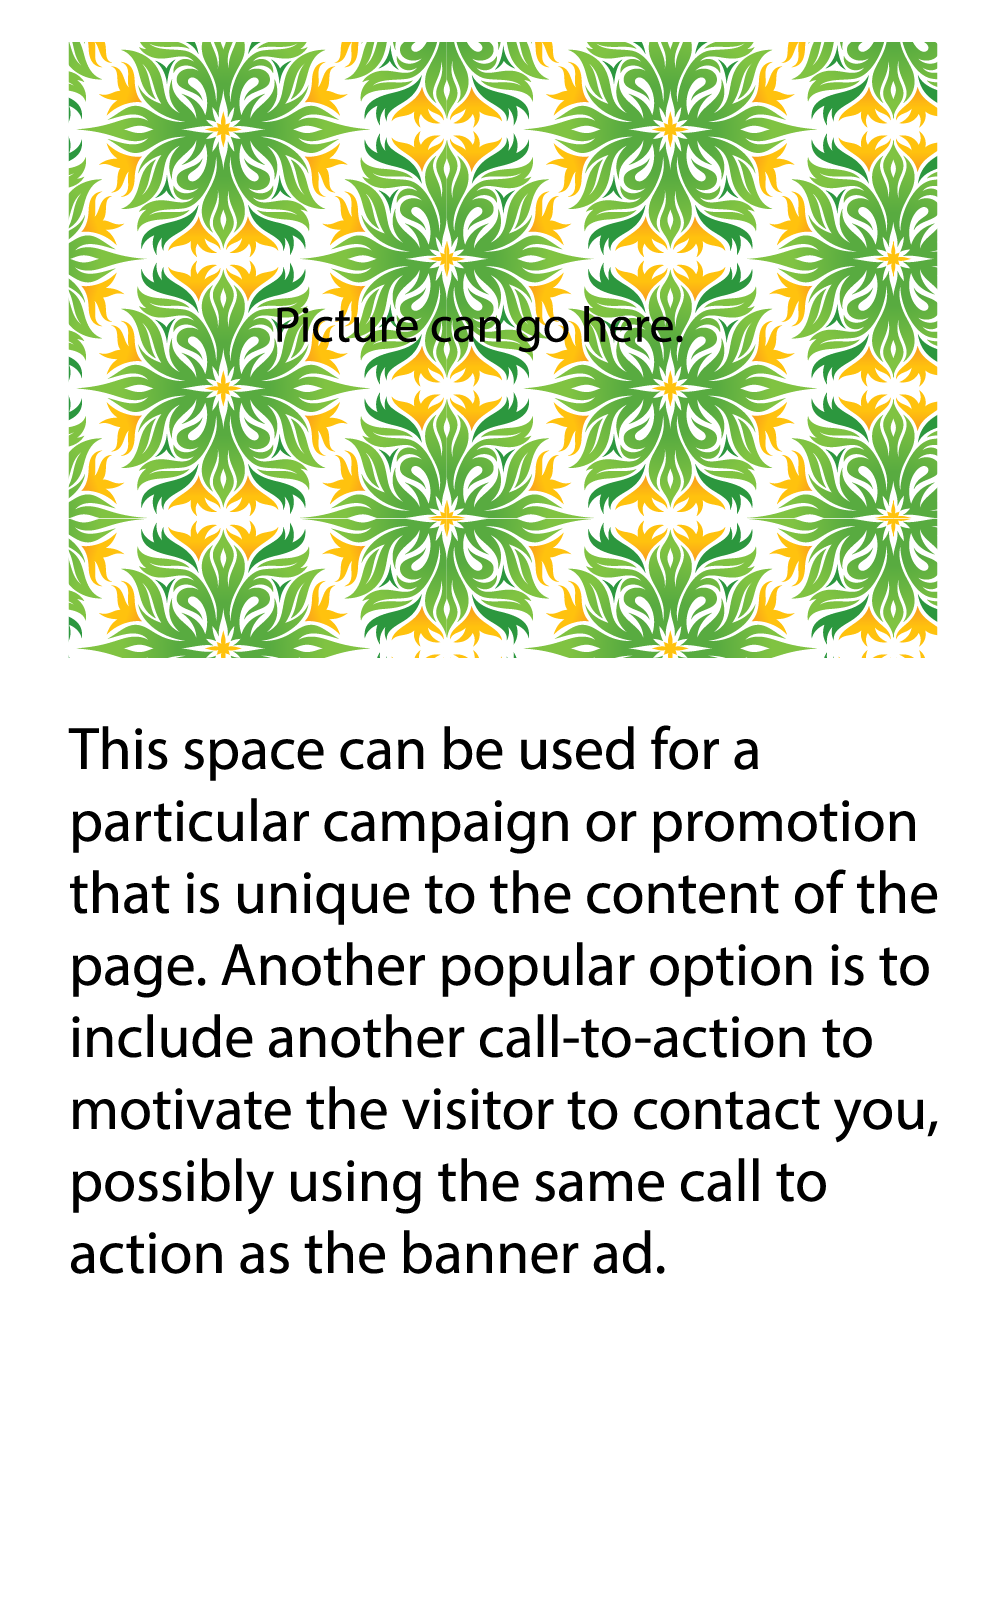 Picture can go here.
This space can be used for a
particular campaign or promotion
that is unique to the content of the
page. Another popular option is to
include another call-to-action to
motivate the visitor to contact you,
possibly using the same call to
action as the banner ad.